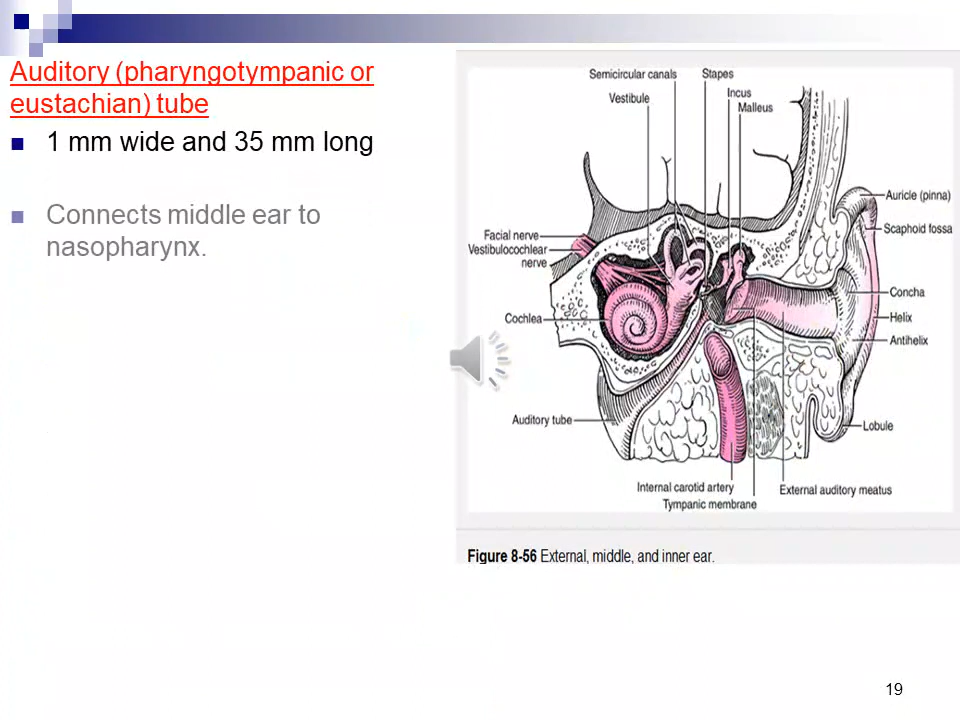 Auditory (pharyngotympanic or
eustachian) tube
1 mm wide and 35 mm long
Connects middle ear to
nasopharynx.
Semicircular canals
Stapes
Vestibule
Incus
Malleus
Auricle (pinna)
Scaphoid fossa
Facial nerve
Vestibulocochlear
nerve
Concha
Cochlea
Helix
Antihelix
Auditory tube
Lobule
Internal carotid artery
External auditory meatus
Tympanic membrane
Figure 8-56 External, middle, and inner ear.
19